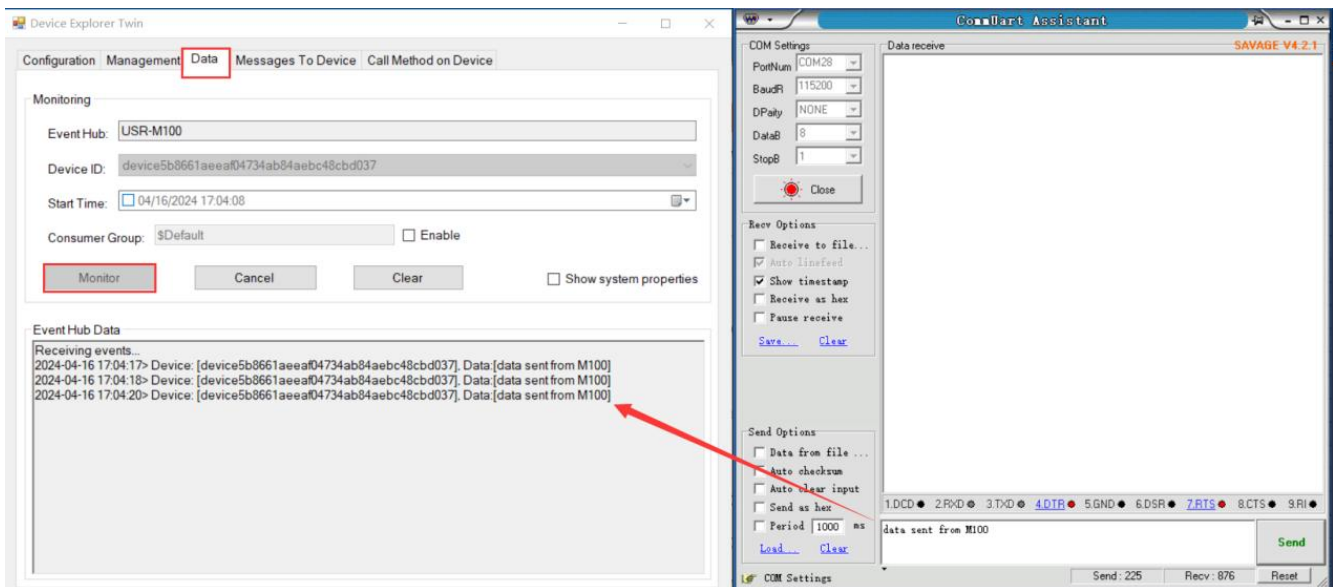 Device Explorer Twin
Configuration Management Data Messages To Device Call Method on Device
Monitoring
Event Hub: USR-M100
Device ID: device5b8661aeeaf04734ab84aebc48cbd037
Start Time: 04/16/2024 17:04:08
Consumer Group: $Default Enable
Monitor Cancel Clear Show system properties
Event Hub Data
Receiving events...
2024-04-16 17:04:17> Device: [device5b8661aeeaf04734ab84aebc48cbd037], Data:[data sent from M100]
2024-04-16 17:04:18> Device: [device5b8661aeeaf04734ab84aebc48cbd037], Data:[data sent from M100]
2024-04-16 17:04:20> Device: [device5b8661aeeaf04734ab84aebc48cbd037], Data:[data sent from M100]
CommUart Assistant
COM Settings
PortNum COM28
BaudR 115200
DPaity NONE
DataB 8
StopB 1
Close
Recv Options
Receive to file...
Auto linefeed
Show timestamp
Receive as hex
Pause receive
Save... Clear
Send Options
Data from file ...
Auto checksum
Auto clear input
Send as hex
Period 1000 ms
Load... Clear
COM Settings
Data receive SAVAGE V4.2.1
1.DCD 2.RXD 3.TXD 4.DTR 5.GND 6.DSR 7.RTS 8.CTS 9.RI
data sent from M100
Send
Send : 225 Recv : 876 Reset